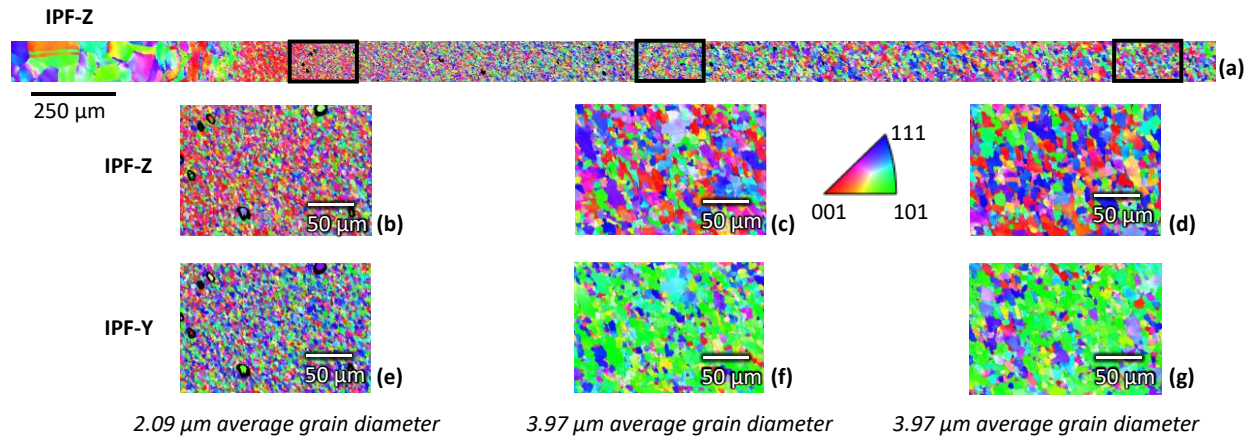 IPF-Z
(a)
250 µm
IPF-Z
50 µm
(b)
50 µm
(c)
111
001
101
50 µm
(d)
IPF-Y
50 µm
(e)
50 µm
(f)
50 µm
(g)
2.09 µm average grain diameter
3.97 µm average grain diameter
3.97 µm average grain diameter